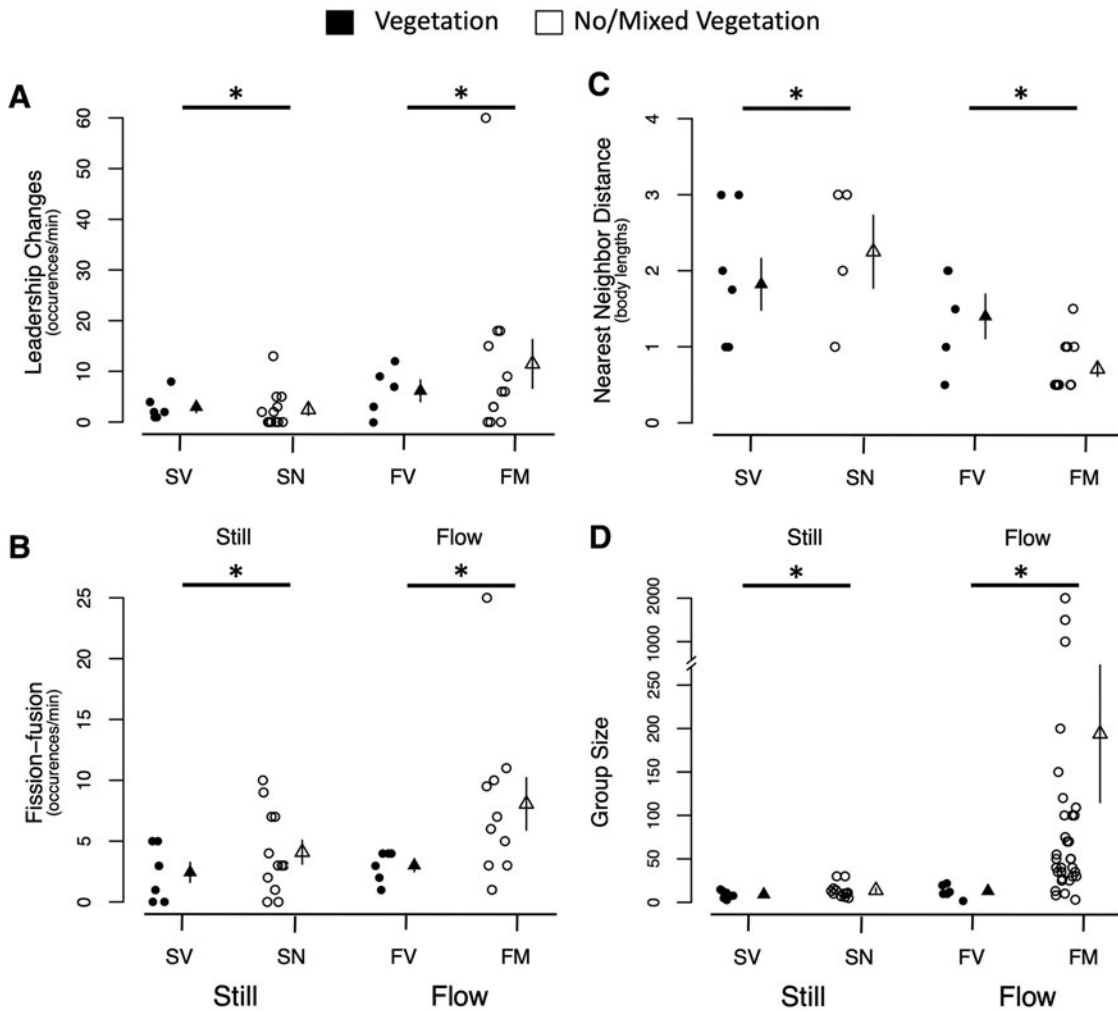 Vegetation No/Mixed Vegetation
A
*
*
Leadership Changes
(occurences/min)
60
50
40
30
20
10
0
SV SN FV FM
Still Flow
C
*
*
Nearest Neighbor Distance
(body lengths)
4
3
2
1
0
SV SN FV FM
Still Flow
B
*
*
Fission-fusion
(occurences/min)
25
20
15
10
5
0
SV SN FV FM
Still Flow
D
*
*
Group Size
2000
1000
250
200
150
100
50
0
SV SN FV FM
Still Flow